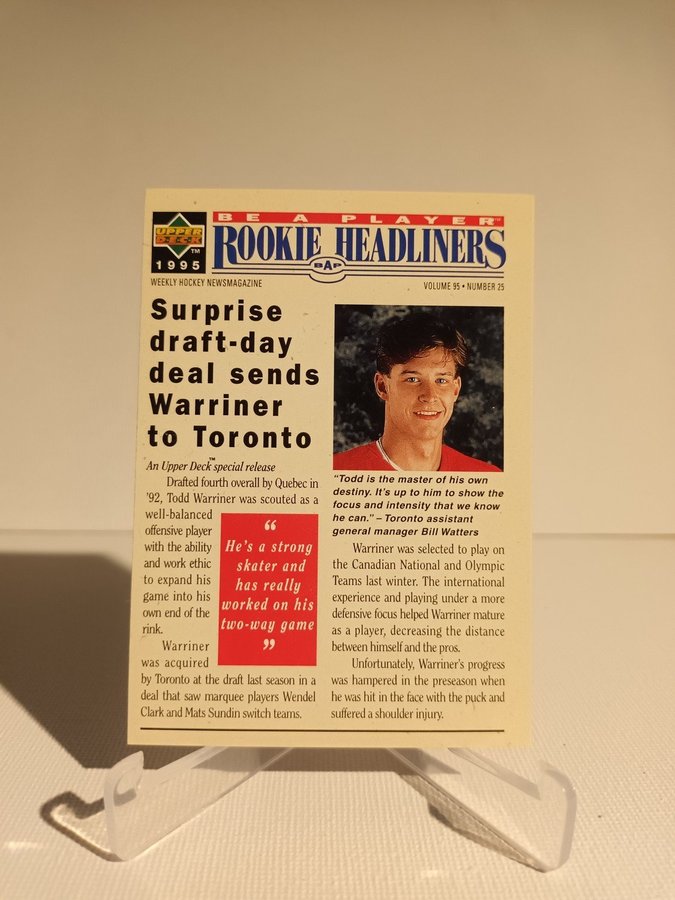 BE A PLAYER™
UPPER DECK™
1995
ROOKIE HEADLINERS
BAP
WEEKLY HOCKEY NEWSMAGAZINE
VOLUME 95 • NUMBER 25
Surprise
draft-day
deal sends
Warriner
to Toronto
An Upper Deck™ special release
Drafted fourth overall by Quebec in
'92, Todd Warriner was scouted as a
well-balanced
offensive player
with the ability
and work ethic
to expand his
game into his
own end of the
rink.
Warriner
was acquired
by Toronto at the draft last season in a
deal that saw marquee players Wendel
Clark and Mats Sundin switch teams.
“
He's a strong
skater and
has really
worked on his
two-way game
”
"Todd is the master of his own
destiny. It's up to him to show the
focus and intensity that we know
he can." – Toronto assistant
general manager Bill Watters
Warriner was selected to play on
the Canadian National and Olympic
Teams last winter. The international
experience and playing under a more
defensive focus helped Warriner mature
as a player, decreasing the distance
between himself and the pros.
Unfortunately, Warriner's progress
was hampered in the preseason when
he was hit in the face with the puck and
suffered a shoulder injury.